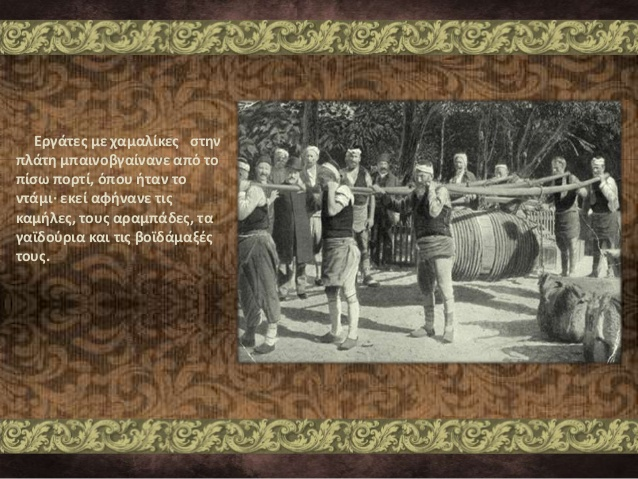 Εργάτες με χαμαλίκες στην
πλάτη μπαινοβγαίνανε από το
πίσω πορτί, όπου ήταν το
ντάμι· εκεί αφήνανε τις
καμήλες, τους αραμπάδες, τα
γαϊδούρια και τις βοϊδάμαξές
τους.